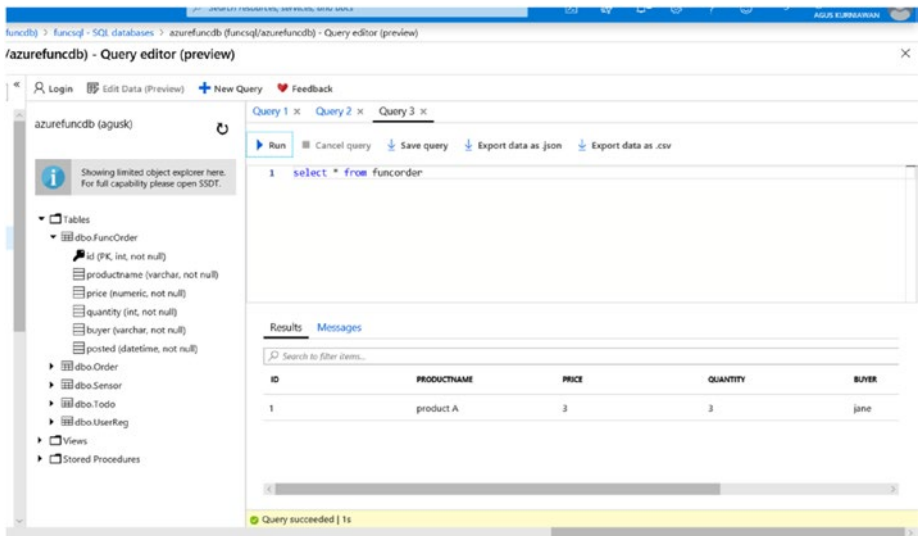 Search resources, services, and docs
AGUS KURNIAWAN
funcdb) > funcsql - SQL databases > azurefuncdb (funcsql/azurefuncdb) - Query editor (preview)
/azurefuncdb) - Query editor (preview)
Login Edit Data (Preview) New Query Feedback
azurefuncdb (agusk)
Showing limited object explorer here.
For full capability please open SSDT.
Tables
dbo.FuncOrder
id (PK, int, not null)
productname (varchar, not null)
price (numeric, not null)
quantity (int, not null)
buyer (varchar, not null)
posted (datetime, not null)
dbo.Order
dbo.Sensor
dbo.Todo
dbo.UserReg
Views
Stored Procedures
Query 1 × Query 2 × Query 3 ×
Run Cancel query Save query Export data as .json Export data as .csv
1 select * from funcorder
Results Messages
Search to filter items...
ID PRODUCTNAME PRICE QUANTITY BUYER
1 product A 3 3 jane
Query succeeded | 1s